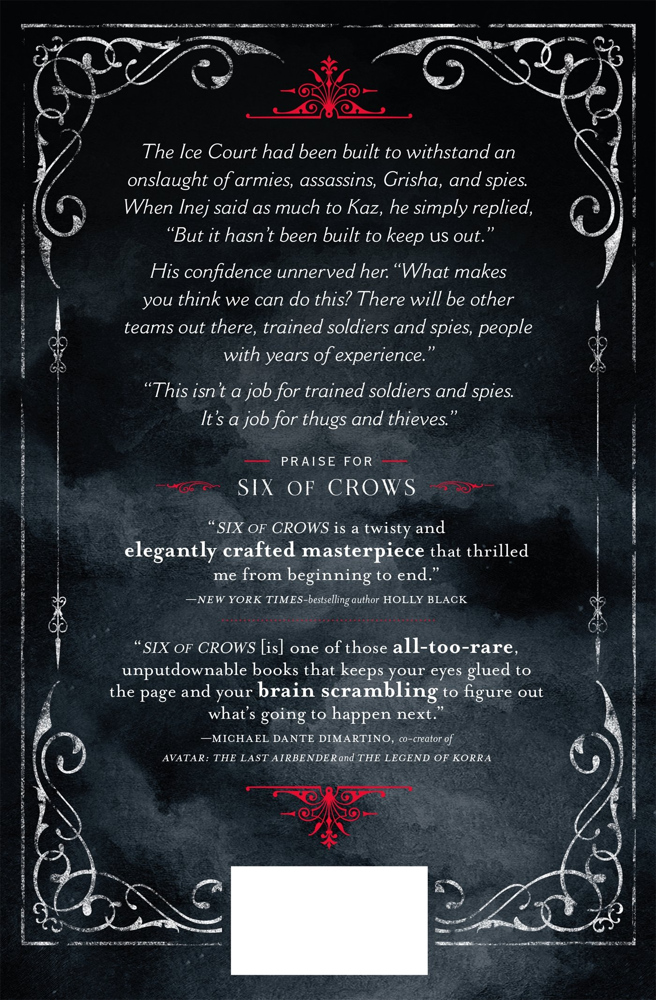 The Ice Court had been built to withstand an
onslaught of armies, assassins, Grisha, and spies.
When Inej said as much to Kaz, he simply replied,
“But it hasn’t been built to keep us out.”
His confidence unnerved her. “What makes
you think we can do this? There will be other
teams out there, trained soldiers and spies, people
with years of experience.”
“This isn’t a job for trained soldiers and spies.
It’s a job for thugs and thieves.”
PRAISE FOR
SIX OF CROWS
“SIX OF CROWS is a twisty and
elegantly crafted masterpiece that thrilled
me from beginning to end.”
—NEW YORK TIMES–bestselling author HOLLY BLACK
“SIX OF CROWS [is] one of those all-too-rare,
unputdownable books that keeps your eyes glued to
the page and your brain scrambling to figure out
what’s going to happen next.”
—MICHAEL DANTE DIMARTINO, co-creator of
AVATAR: THE LAST AIRBENDER and THE LEGEND OF KORRA